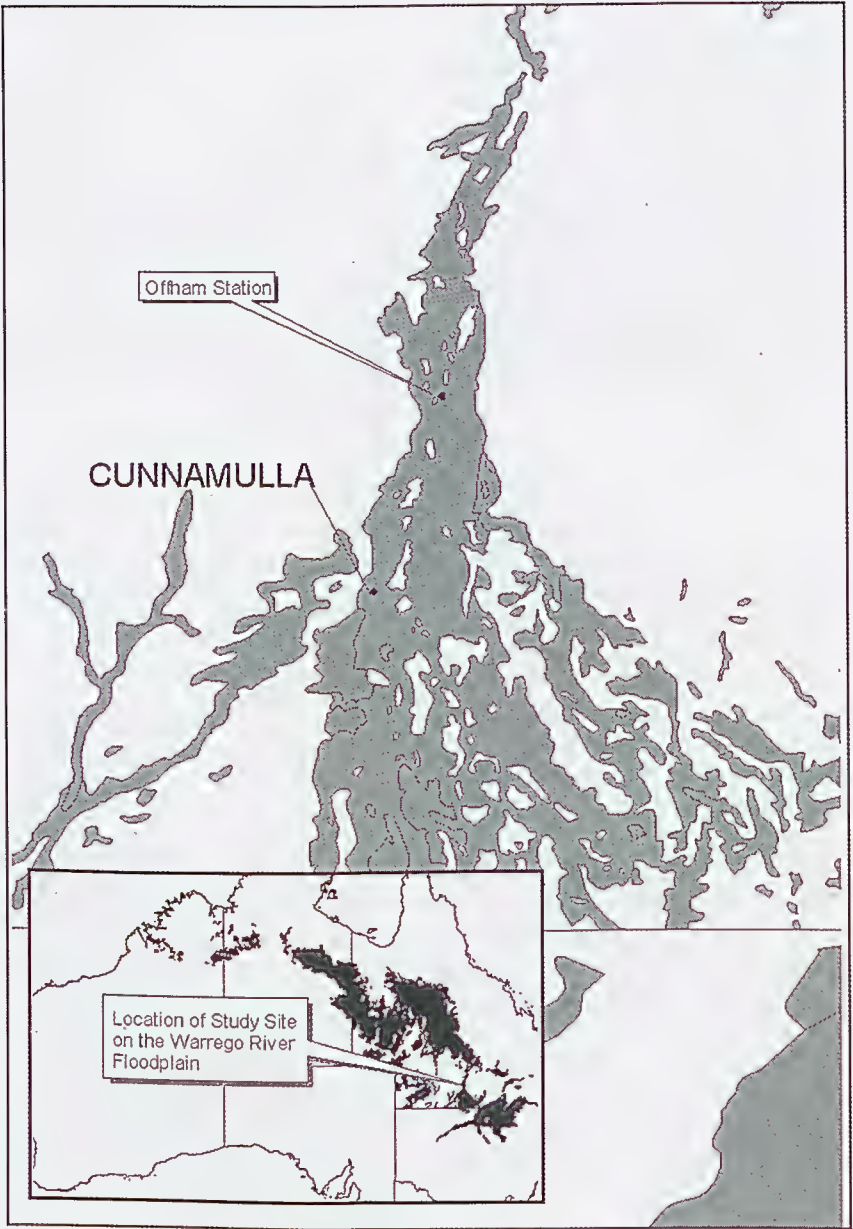 Offham Station
CUNNAMULLA
Location of Study Site
on the Warrego River
Floodplain